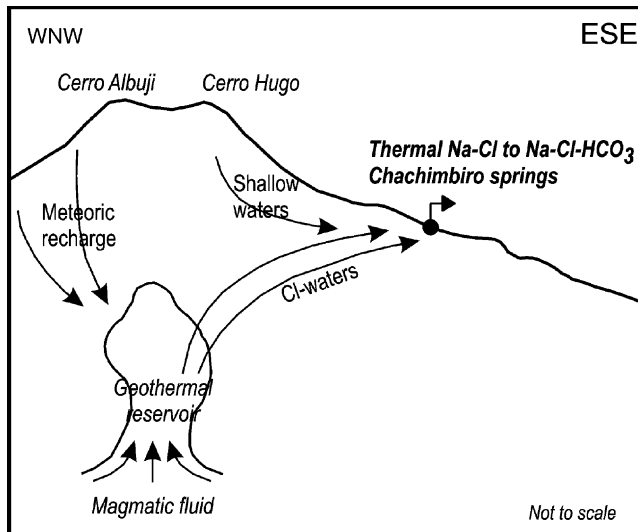 WNW
ESE
Cerro Albuji
Cerro Hugo
Thermal Na-Cl to Na-Cl-HCO3
Chachimbiro springs
Shallow
waters
Meteoric
recharge
Cl-waters
Geothermal
reservoir
Magmatic fluid
Not to scale